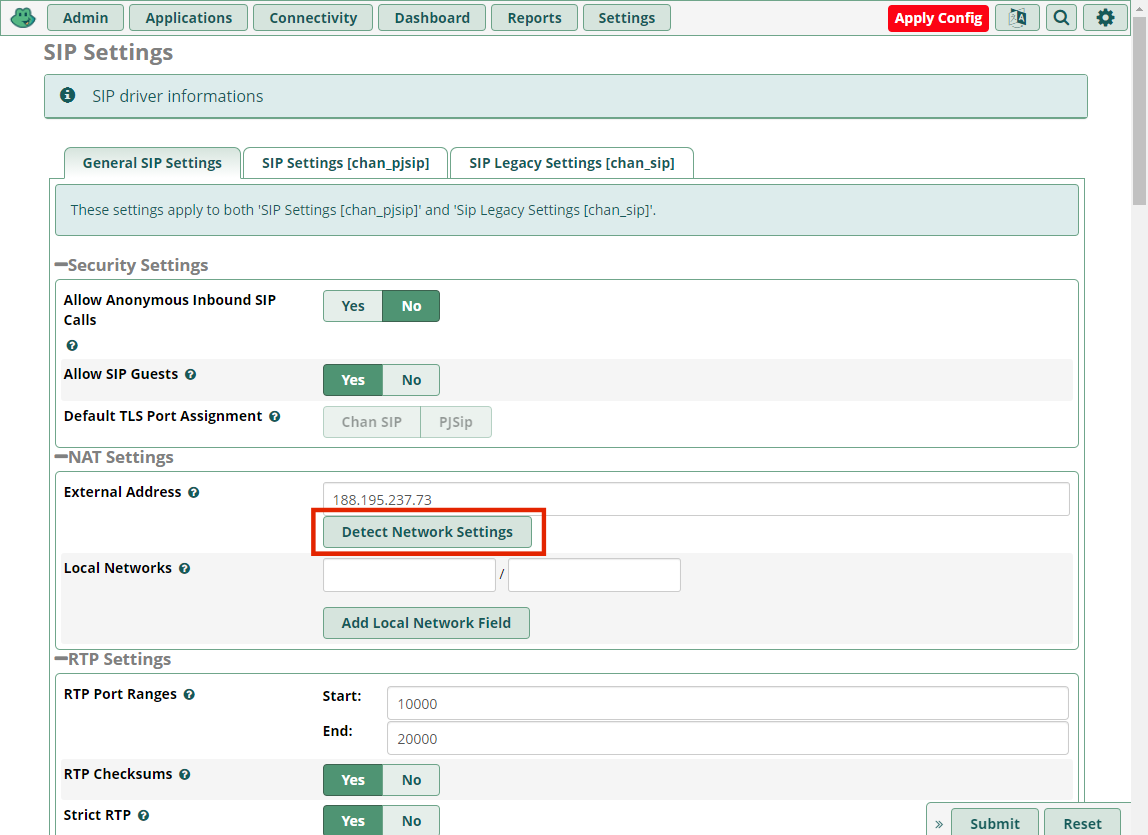 Admin Applications Connectivity Dashboard Reports Settings Apply Config
SIP Settings
SIP driver informations
General SIP Settings SIP Settings [chan_pjsip] SIP Legacy Settings [chan_sip]
These settings apply to both 'SIP Settings [chan_pjsip]' and 'Sip Legacy Settings [chan_sip]'.
Security Settings
Allow Anonymous Inbound SIP Calls Yes No
Allow SIP Guests Yes No
Default TLS Port Assignment Chan SIP PJSip
NAT Settings
External Address 188.195.237.73
Detect Network Settings
Local Networks /
Add Local Network Field
RTP Settings
RTP Port Ranges Start: 10000
End: 20000
RTP Checksums Yes No
Strict RTP Yes No
» Submit Reset